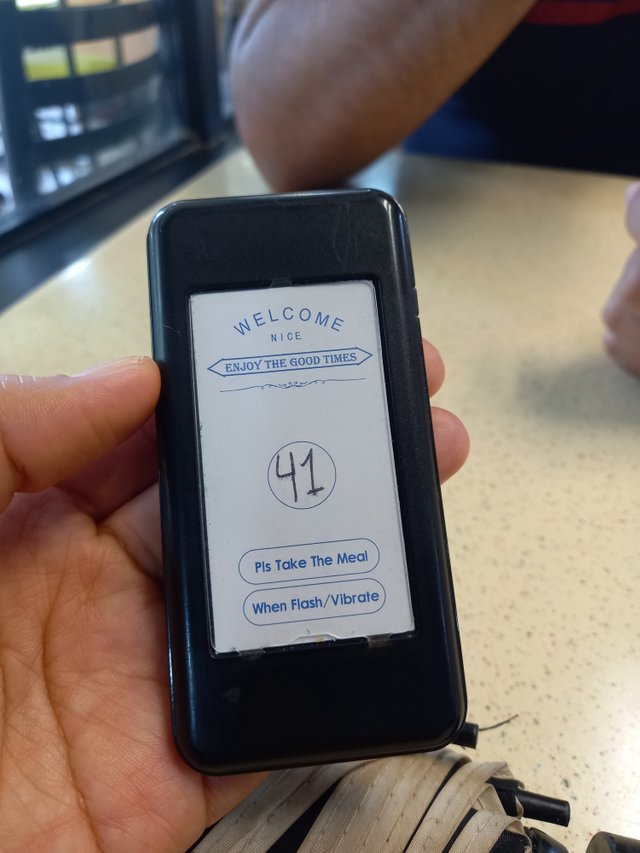 WELCOME
NICE
ENJOY THE GOOD TIMES
41
Pls Take The Meal
When Flash/Vibrate